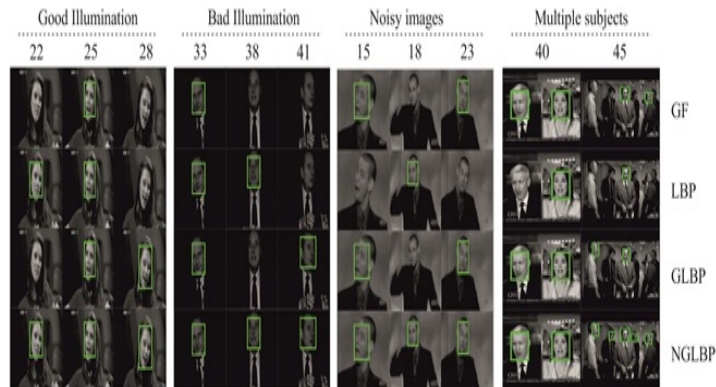 Good Illumination Bad Illumination Noisy images Multiple subjects
22 25 28 33 38 41 15 18 23 40 45
GF
LBP
GLBP
NGLBP